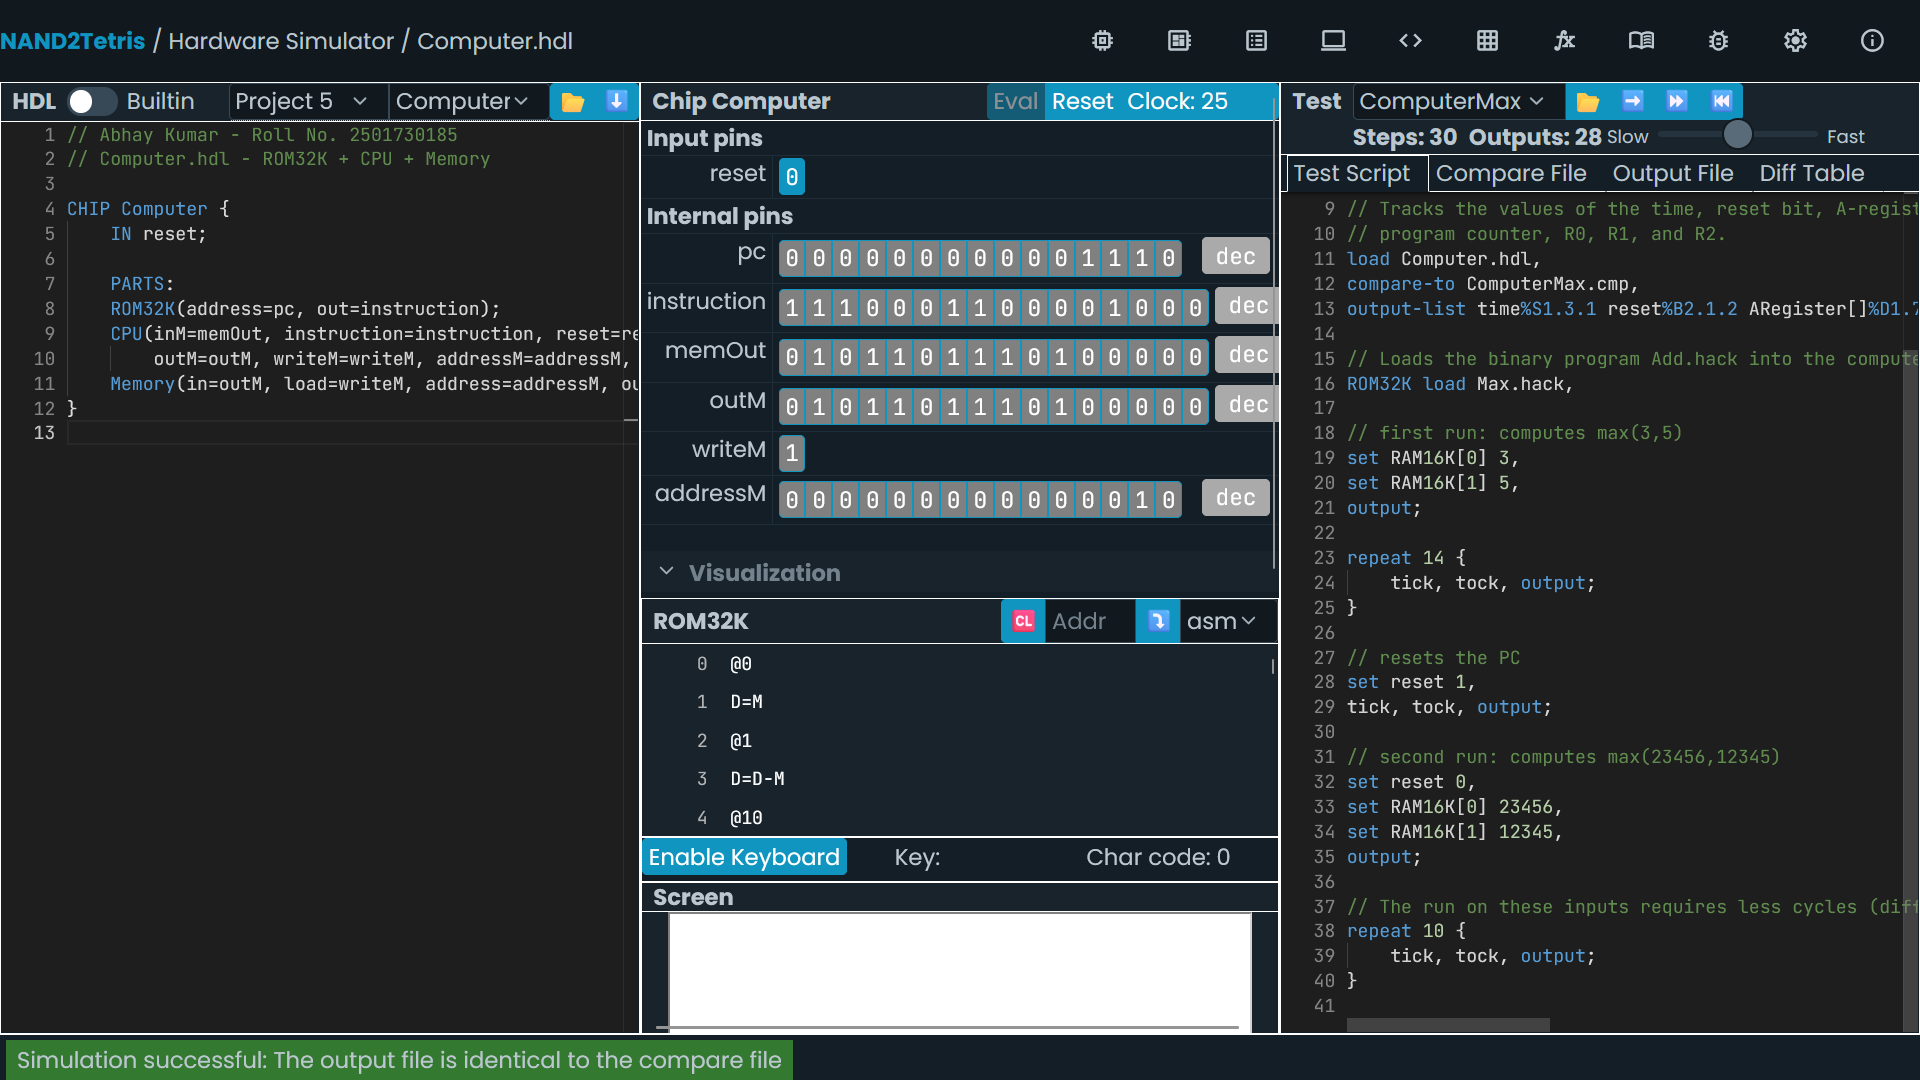 NAND2Tetris / Hardware Simulator / Computer.hdl
HDL Builtin Project 5 Computer
1 // Abhay Kumar - Roll No. 2501730185
2 // Computer.hdl - ROM32K + CPU + Memory
3
4 CHIP Computer {
5 IN reset;
6
7 PARTS:
8 ROM32K(address=pc, out=instruction);
9 CPU(inM=memOut, instruction=instruction, reset=re
10 outM=outM, writeM=writeM, addressM=addressM,
11 Memory(in=outM, load=writeM, address=addressM, ou
12 }
13
Chip Computer Eval Reset Clock: 25
Input pins
reset 0
Internal pins
pc 0 0 0 0 0 0 0 0 0 0 0 1 1 1 0 dec
instruction 1 1 1 0 0 0 1 1 0 0 0 0 1 0 0 0 dec
memOut 0 1 0 1 1 0 1 1 1 0 1 0 0 0 0 0 dec
outM 0 1 0 1 1 0 1 1 1 0 1 0 0 0 0 0 dec
writeM 1
addressM 0 0 0 0 0 0 0 0 0 0 0 0 0 1 0 dec
Visualization
ROM32K CL Addr asm
0 @0
1 D=M
2 @1
3 D=D-M
4 @10
Enable Keyboard Key: Char code: 0
Screen
Test ComputerMax
Steps: 30 Outputs: 28 Slow Fast
Test Script Compare File Output File Diff Table
9 // Tracks the values of the time, reset bit, A-regist
10 // program counter, R0, R1, and R2.
11 load Computer.hdl,
12 compare-to ComputerMax.cmp,
13 output-list time%S1.3.1 reset%B2.1.2 ARegister[]%D1.7
14
15 // Loads the binary program Add.hack into the compute
16 ROM32K load Max.hack,
17
18 // first run: computes max(3,5)
19 set RAM16K[0] 3,
20 set RAM16K[1] 5,
21 output;
22
23 repeat 14 {
24 tick, tock, output;
25 }
26
27 // resets the PC
28 set reset 1,
29 tick, tock, output;
30
31 // second run: computes max(23456,12345)
32 set reset 0,
33 set RAM16K[0] 23456,
34 set RAM16K[1] 12345,
35 output;
36
37 // The run on these inputs requires less cycles (diff
38 repeat 10 {
39 tick, tock, output;
40 }
41
Simulation successful: The output file is identical to the compare file